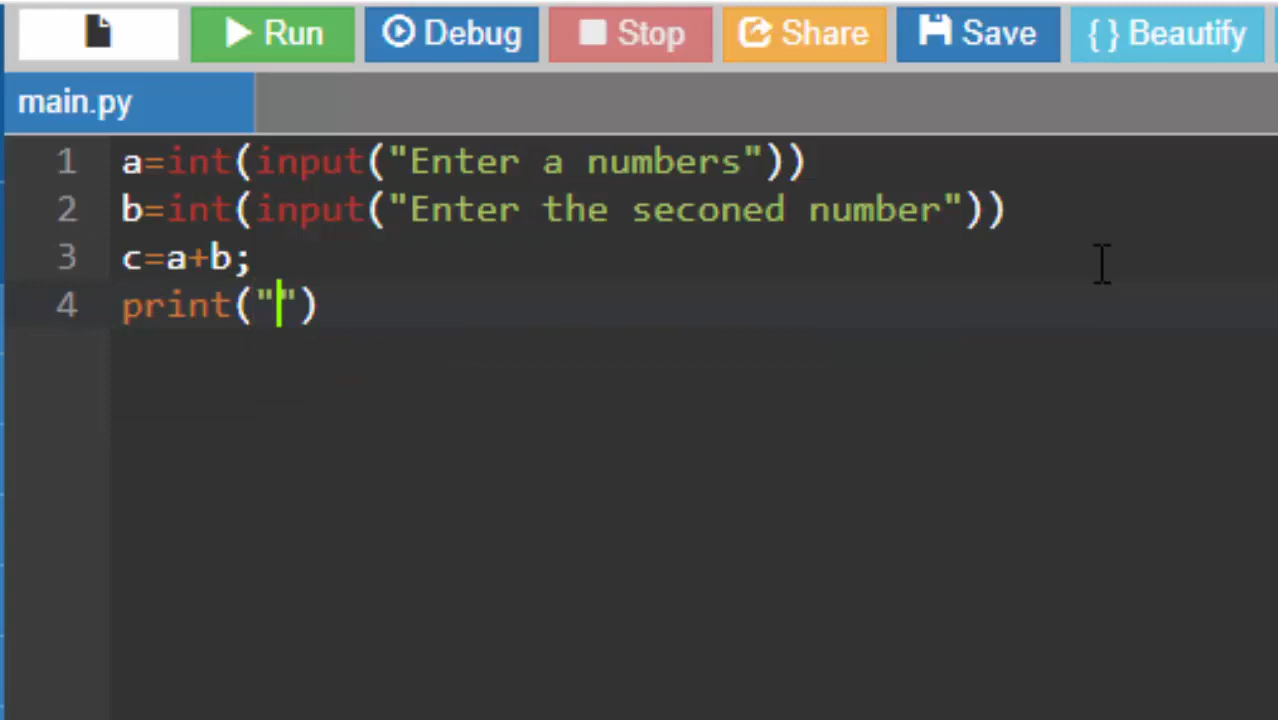 Run Debug Stop Share Save { } Beautify
main.py
1 a=int(input("Enter a numbers"))
2 b=int(input("Enter the seconed number"))
3 c=a+b;
4 print("")